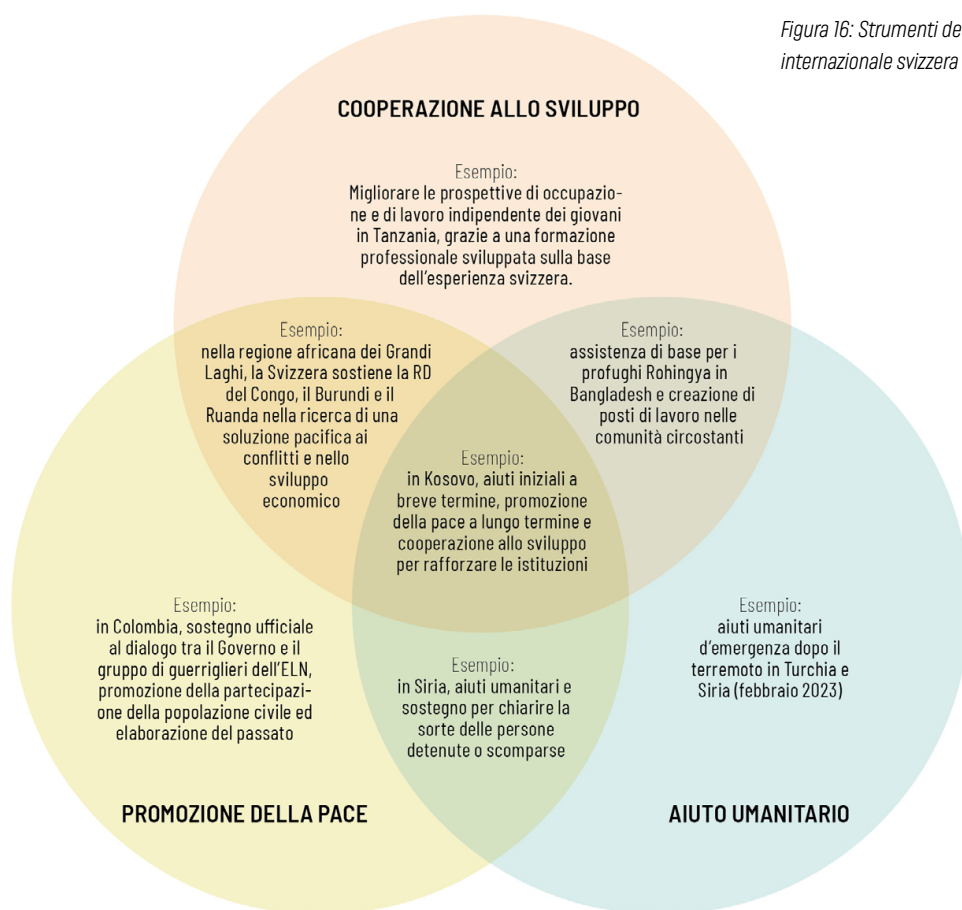 Figura 16: Strumenti de
internazionale svizzera
COOPERAZIONE ALLO SVILUPPO
Esempio:
Migliorare le prospettive di occupazio-
ne e di lavoro indipendente dei giovani
in Tanzania, grazie a una formazione
professionale sviluppata sulla base
dell'esperienza svizzera.
Esempio:
nella regione africana dei Grandi
Laghi, la Svizzera sostiene la RD
del Congo, il Burundi e il
Ruanda nella ricerca di una
soluzione pacifica ai
conflitti e nello
sviluppo
economico
Esempio:
assistenza di base per i
profughi Rohingya in
Bangladesh e creazione di
posti di lavoro nelle
comunità circostanti
Esempio:
in Kosovo, aiuti iniziali a
breve termine, promozione
della pace a lungo termine e
cooperazione allo sviluppo
per rafforzare le istituzioni
Esempio:
in Colombia, sostegno ufficiale
al dialogo tra il Governo e il
gruppo di guerriglieri dell'ELN,
promozione della partecipazi-
one della popolazione civile ed
elaborazione del passato
Esempio:
in Siria, aiuti umanitari e
sostegno per chiarire la
sorte delle persone
detenute o scomparse
Esempio:
aiuti umanitari
d'emergenza dopo il
terremoto in Turchia e
Siria (febbraio 2023)
PROMOZIONE DELLA PACE
AIUTO UMANITARIO